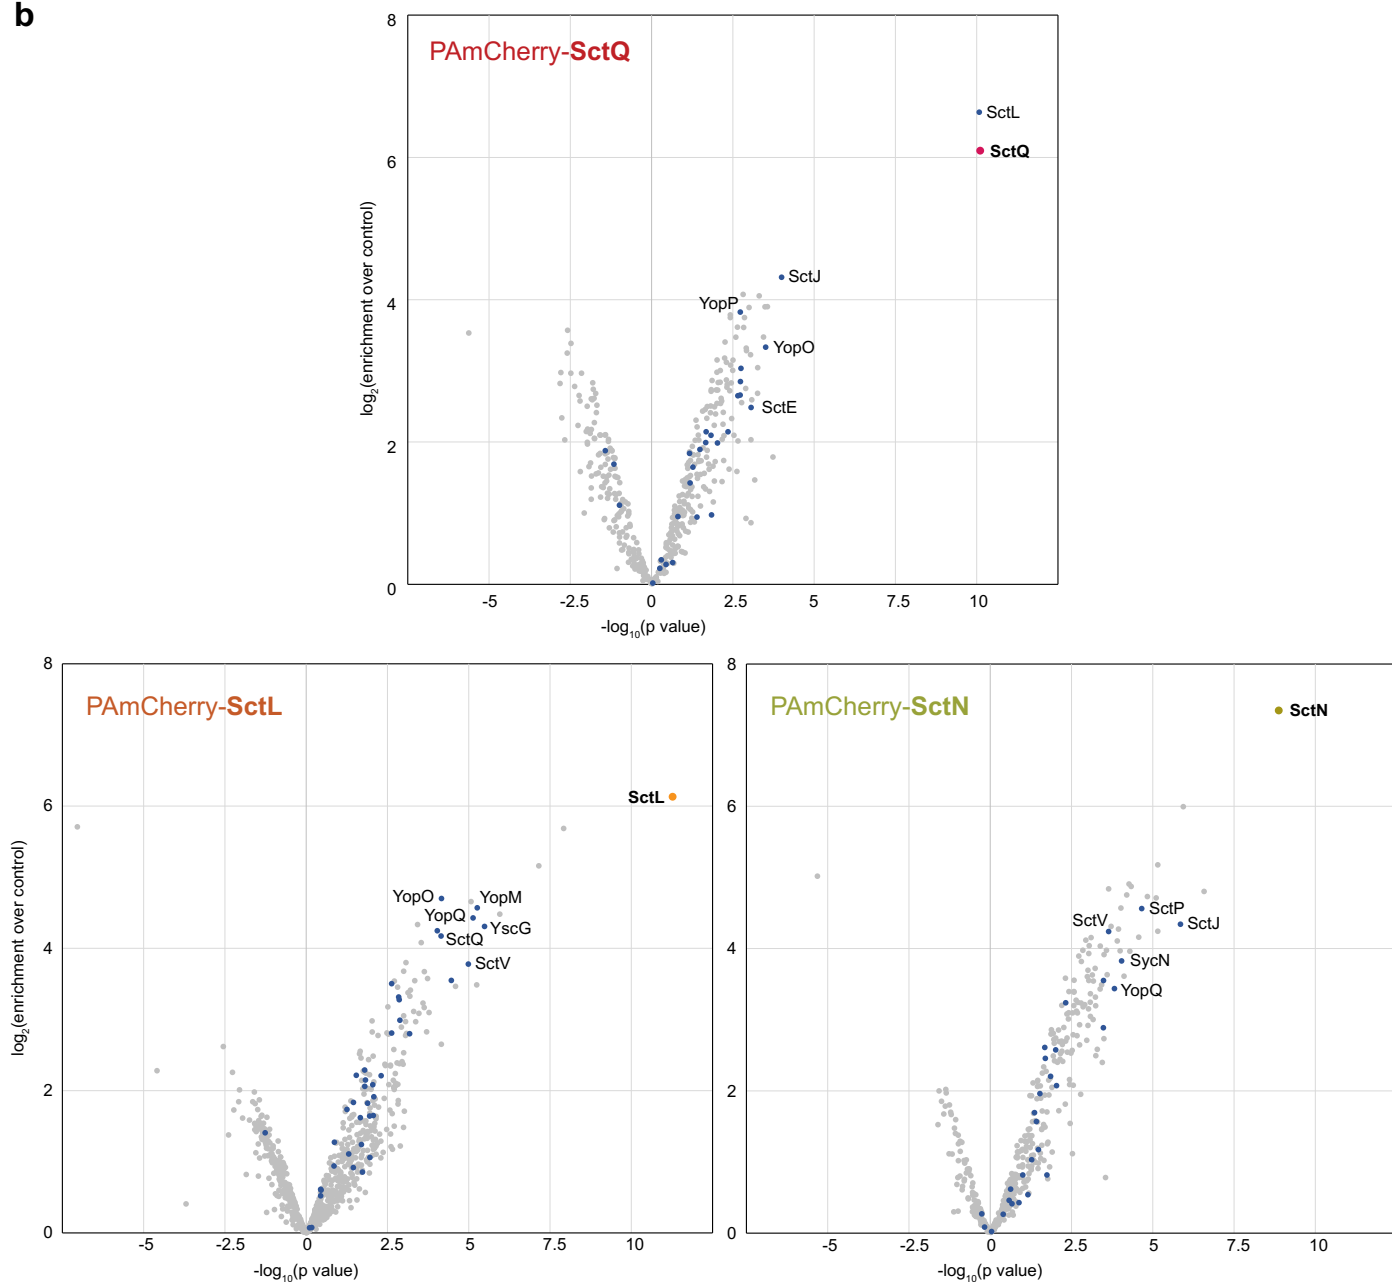 b
PAmCherry-SctQ
8
6
4
2
0
log2(enrichment over control)
SctL
SctQ
SctJ
YopP
YopO
SctE
-5
-2.5
0
2.5
5
7.5
10
-log10(p value)
PAmCherry-SctL
8
6
4
2
0
log2(enrichment over control)
SctL
YopO
YopM
YopQ
YscG
SctQ
SctV
-5
-2.5
0
2.5
5
7.5
10
-log10(p value)
PAmCherry-SctN
8
6
4
2
0
SctN
SctP
SctV
SctJ
SycN
YopQ
-5
-2.5
0
2.5
5
7.5
10
-log10(p value)